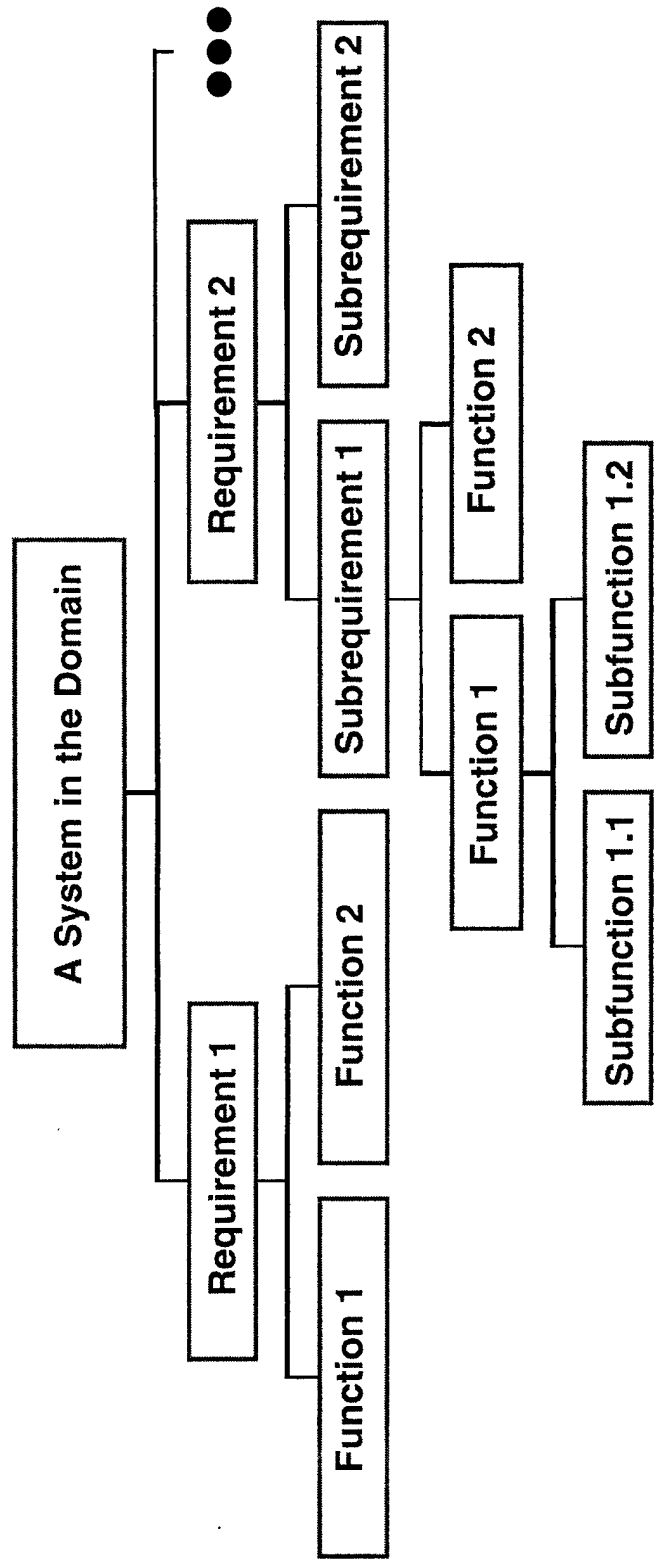 A System in the Domain
Requirement 1
Requirement 2
Function 1
Function 2
Subrequirement 1
Subrequirement 2
Function 1
Function 2
Subfunction 1.1
Subfunction 1.2